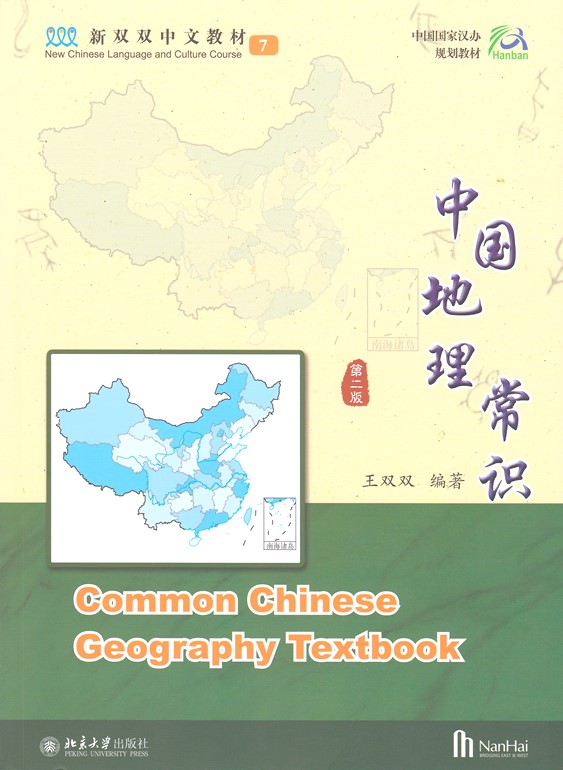 新双双中文教材 7
New Chinese Language and Culture Course
中国国家汉办
规划教材
Hanban
中国地理常识
南海诸岛
第二版
王双双 编著
南海诸岛
Common Chinese
Geography Textbook
北京大学出版社
PEKING UNIVERSITY PRESS
NanHai
BRIDGING EAST & WEST